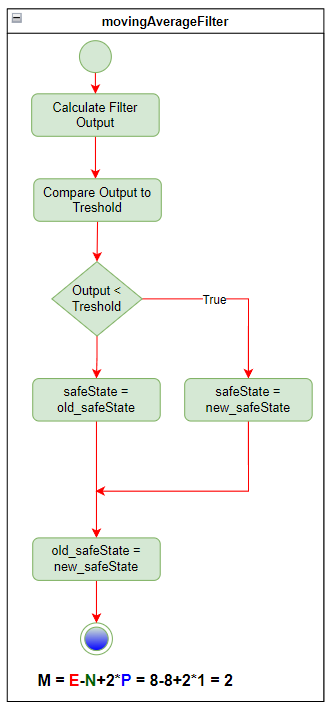 movingAverageFilter
Calculate Filter
Output
Compare Output to
Treshold
Output <
Treshold
True
safeState =
old_safeState
safeState =
new_safeState
old_safeState =
new_safeState
M = E-N+2*P = 8-8+2*1 = 2